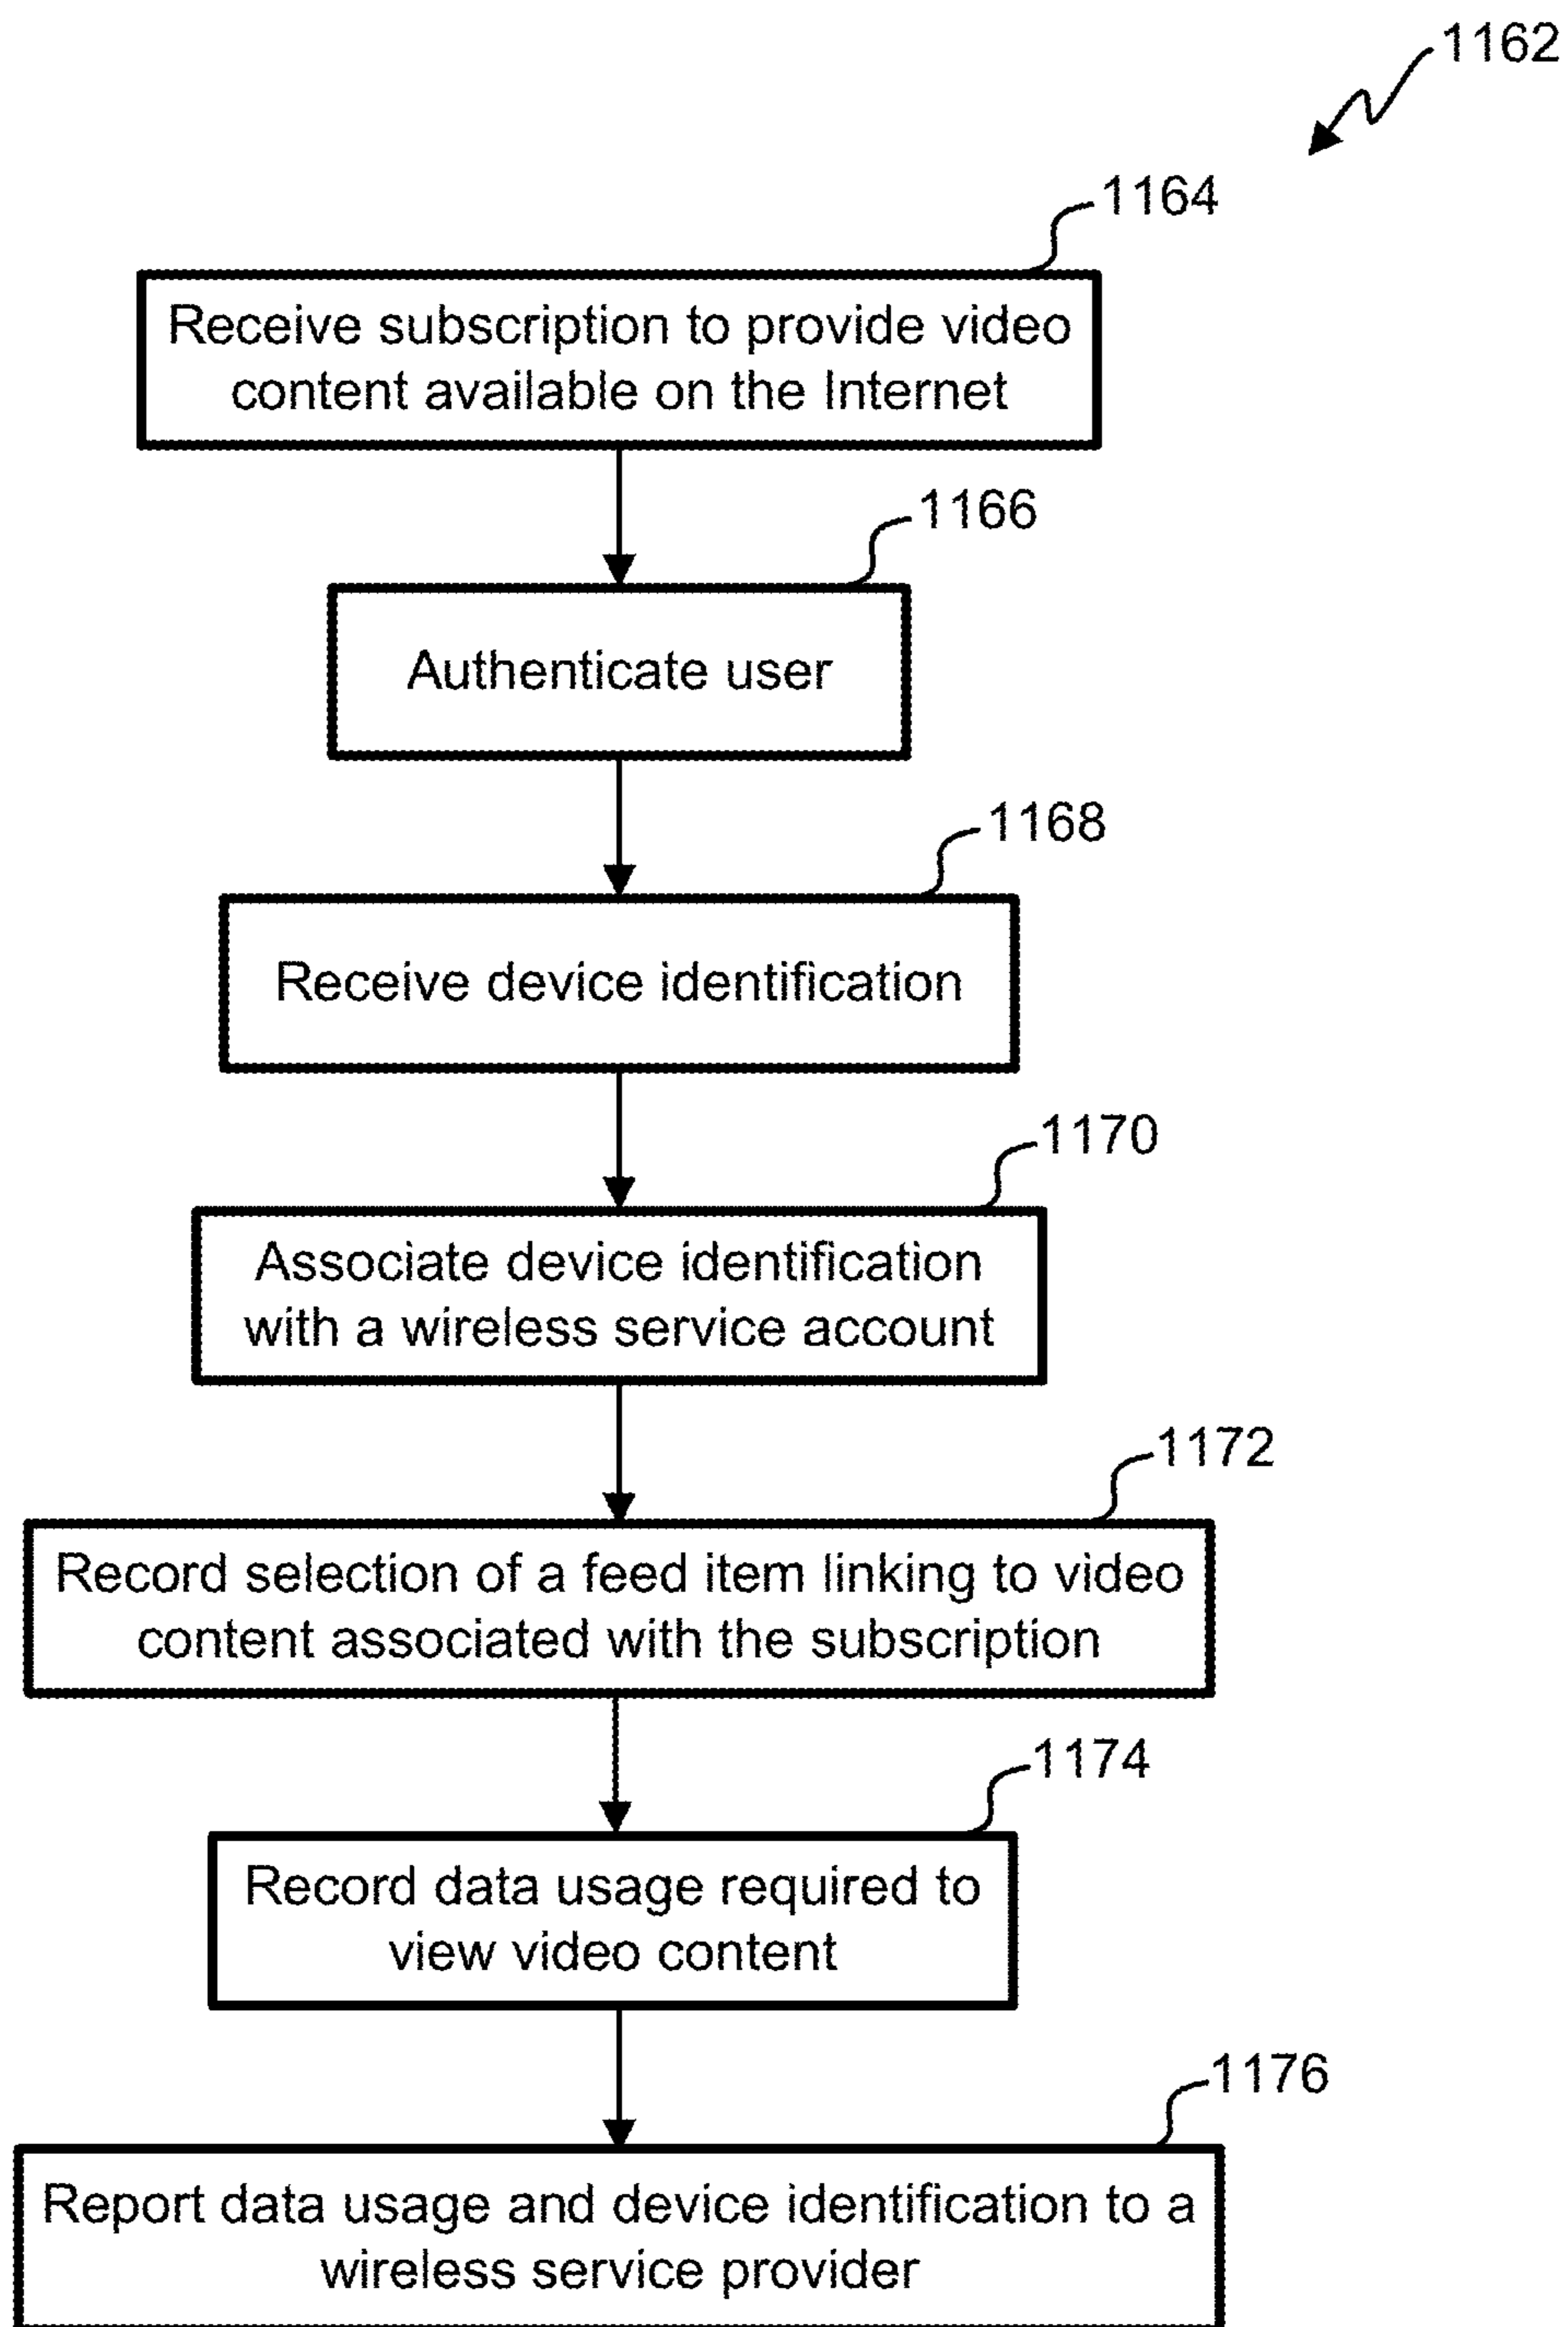 1162
1164
Receive subscription to provide video
content available on the Internet
1166
Authenticate user
1168
Receive device identification
1170
Associate device identification
with a wireless service account
1172
Record selection of a feed item linking to video
content associated with the subscription
1174
Record data usage required to
view video content
1176
Report data usage and device identification to a
wireless service provider